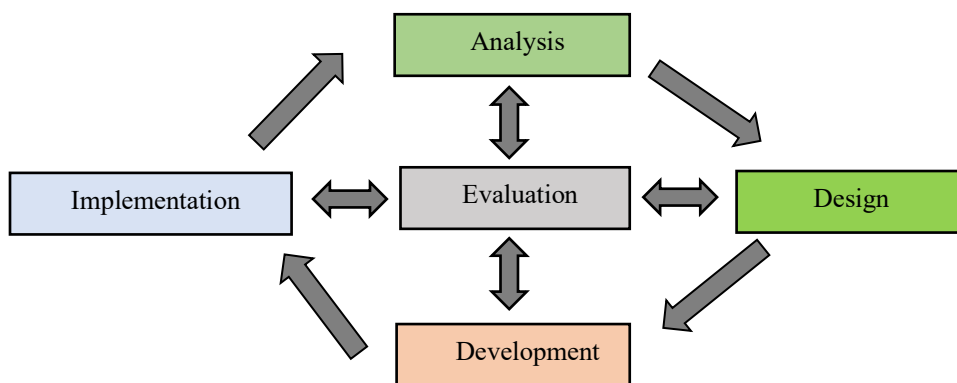 Analysis
Implementation
Evaluation
Design
Development